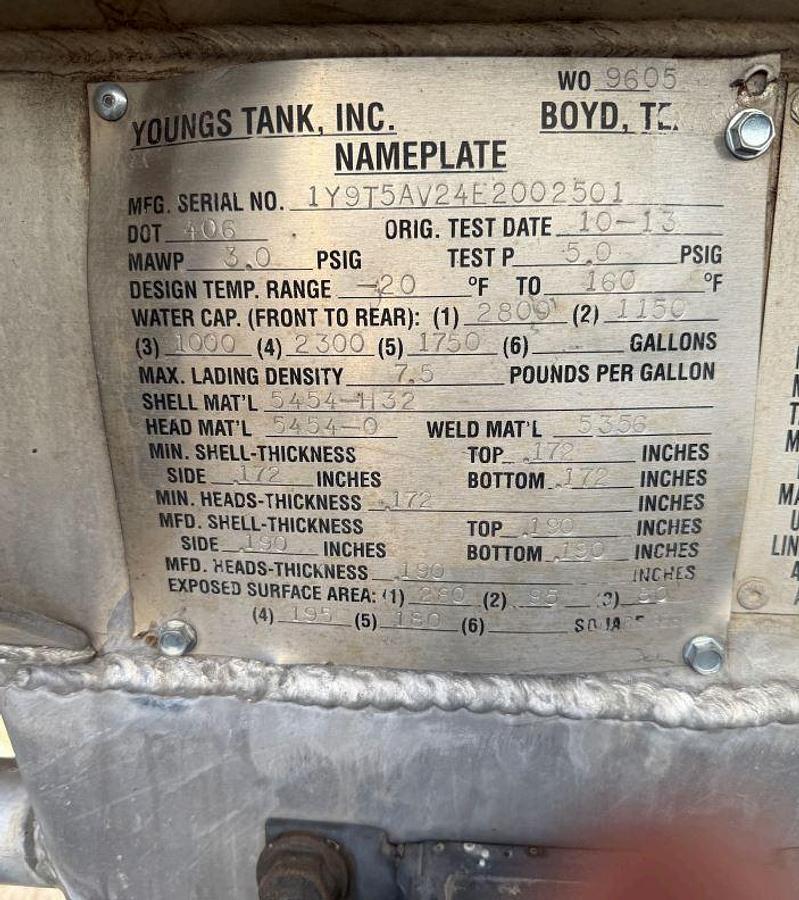 WO 9605
YOUNGS TANK, INC. BOYD, TE.
NAMEPLATE
MFG. SERIAL NO. 1Y9T5AV24E2002501
DOT 406 ORIG. TEST DATE 10-13
MAWP 3.0 PSIG TEST P 5.0 PSIG
DESIGN TEMP. RANGE -20 °F TO 160 °F
WATER CAP. (FRONT TO REAR): (1) 2800 (2) 1150
(3) 1000 (4) 2300 (5) 1750 (6) - GALLONS
MAX. LADING DENSITY 7.5 POUNDS PER GALLON
SHELL MAT'L 5454-H32
HEAD MAT'L 5454-0 WELD MAT'L 5356
MIN. SHELL-THICKNESS TOP .172 INCHES
SIDE .172 INCHES BOTTOM .172 INCHES
MIN. HEADS-THICKNESS .172 INCHES
MFD. SHELL-THICKNESS TOP .190 INCHES
SIDE .190 INCHES BOTTOM .190 INCHES
MFD. HEADS-THICKNESS .190 INCHES
EXPOSED SURFACE AREA: (1) 280 (2) 95 (3)
(4) 195 (5) 180 (6)